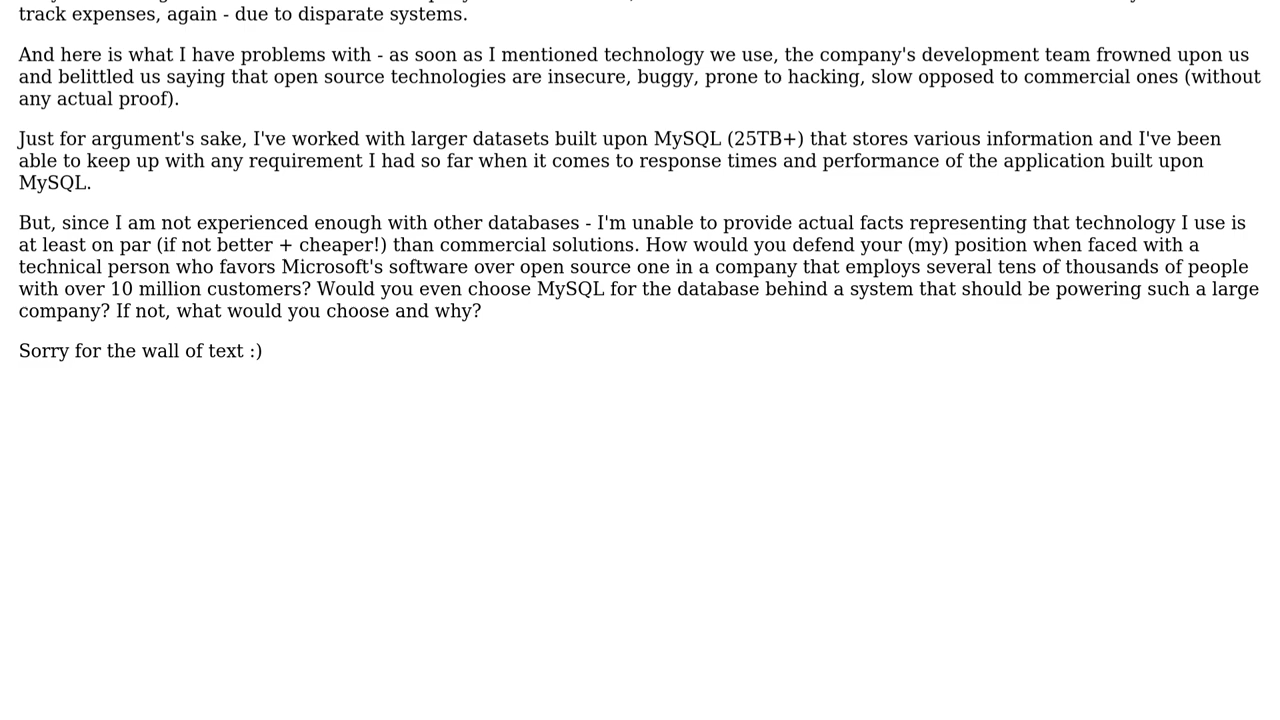 track expenses, again - due to disparate systems.
And here is what I have problems with - as soon as I mentioned technology we use, the company's development team frowned upon us
and belittled us saying that open source technologies are insecure, buggy, prone to hacking, slow opposed to commercial ones (without
any actual proof).
Just for argument's sake, I've worked with larger datasets built upon MySQL (25TB+) that stores various information and I've been
able to keep up with any requirement I had so far when it comes to response times and performance of the application built upon
MySQL.
But, since I am not experienced enough with other databases - I'm unable to provide actual facts representing that technology I use is
at least on par (if not better + cheaper!) than commercial solutions. How would you defend your (my) position when faced with a
technical person who favors Microsoft's software over open source one in a company that employs several tens of thousands of people
with over 10 million customers? Would you even choose MySQL for the database behind a system that should be powering such a large
company? If not, what would you choose and why?
Sorry for the wall of text :)